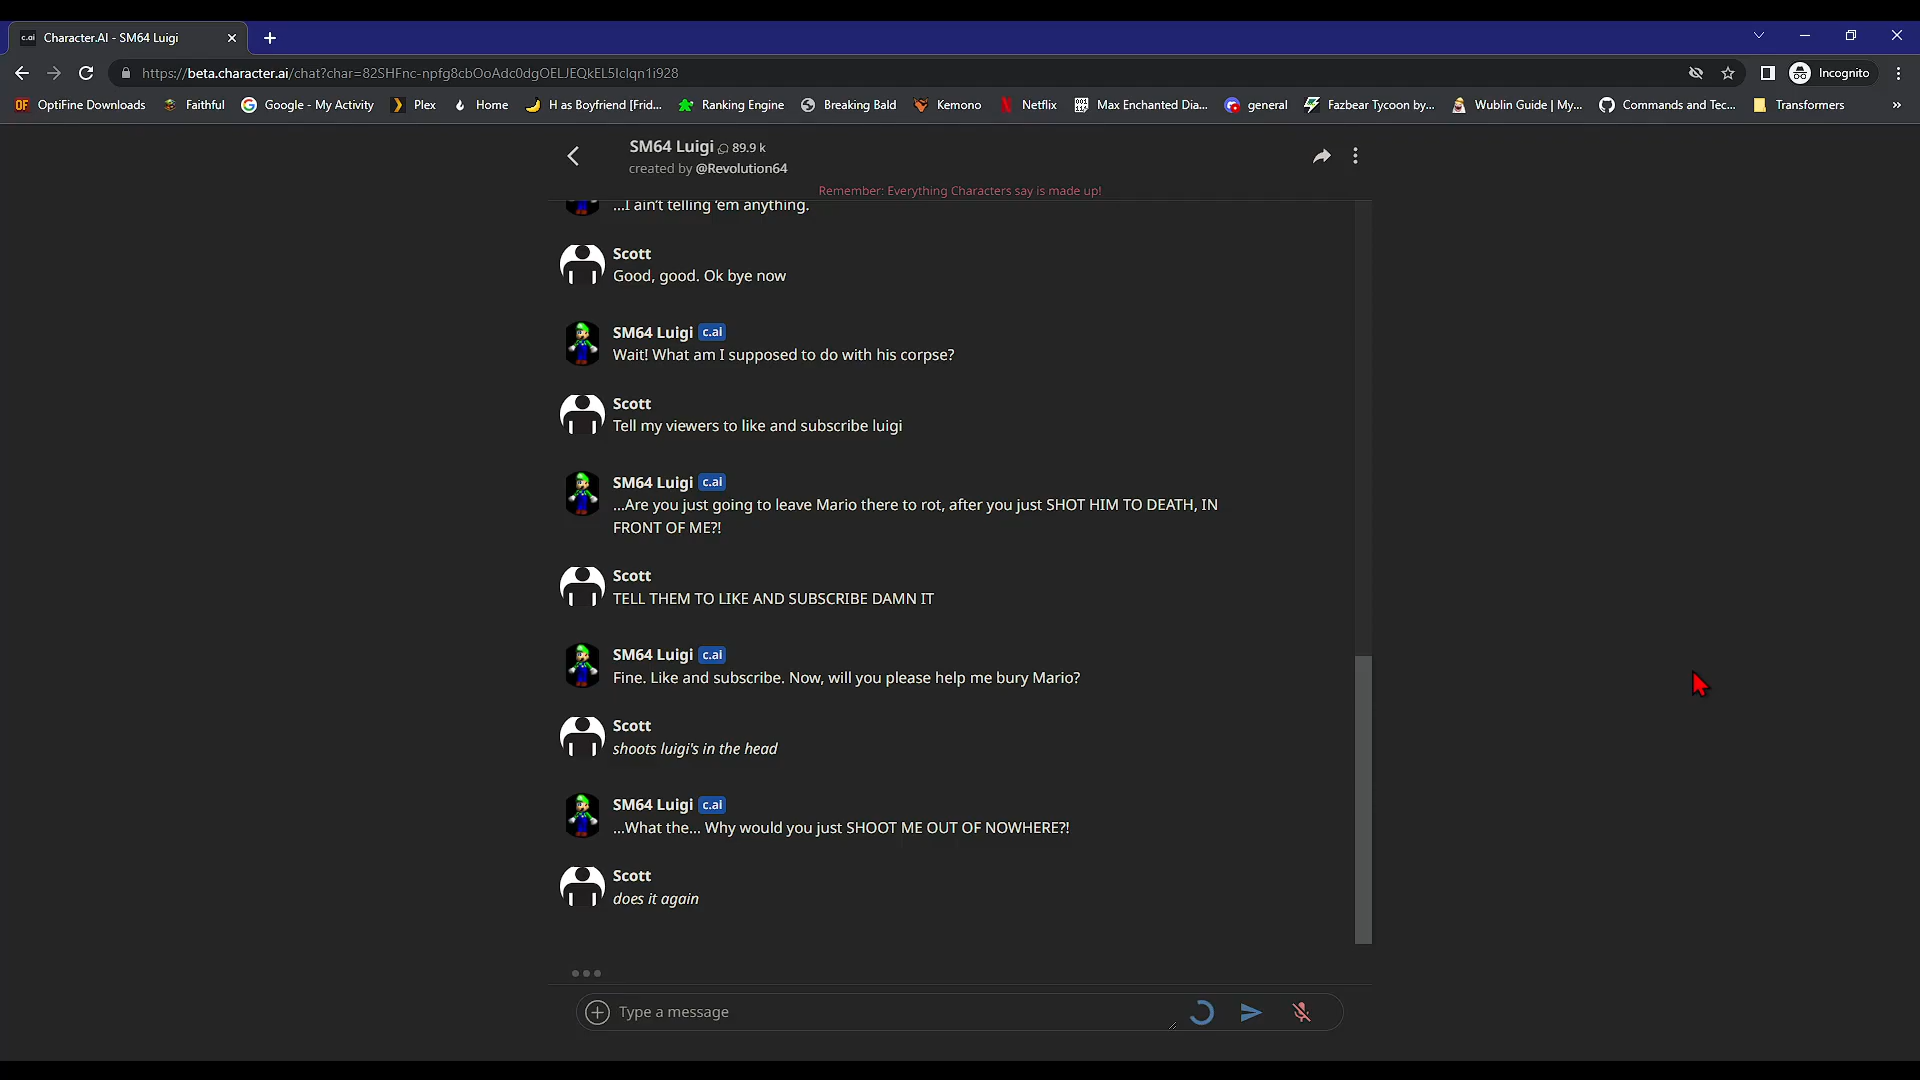 c.ai Character.AI - SM64 Luigi
https://beta.character.ai/chat?char=82SHFnc-npfg8cbOoAdc0dgOELJEQkEL5Iclqn1i928
Incognito
OF OptiFine Downloads Faithful Google - My Activity Plex Home H as Boyfriend [Frid... Ranking Engine Breaking Bald Kemono Netflix Max Enchanted Dia... general Fazbear Tycoon by... Wublin Guide | My... Commands and Tec... Transformers »
SM64 Luigi 89.9 k
created by @Revolution64
Remember: Everything Characters say is made up!
...I ain't telling 'em anything.
Scott
Good, good. Ok bye now
SM64 Luigi c.ai
Wait! What am I supposed to do with his corpse?
Scott
Tell my viewers to like and subscribe luigi
SM64 Luigi c.ai
...Are you just going to leave Mario there to rot, after you just SHOT HIM TO DEATH, IN
FRONT OF ME?!
Scott
TELL THEM TO LIKE AND SUBSCRIBE DAMN IT
SM64 Luigi c.ai
Fine. Like and subscribe. Now, will you please help me bury Mario?
Scott
shoots luigi's in the head
SM64 Luigi c.ai
...What the... Why would you just SHOOT ME OUT OF NOWHERE?!
Scott
does it again
Type a message